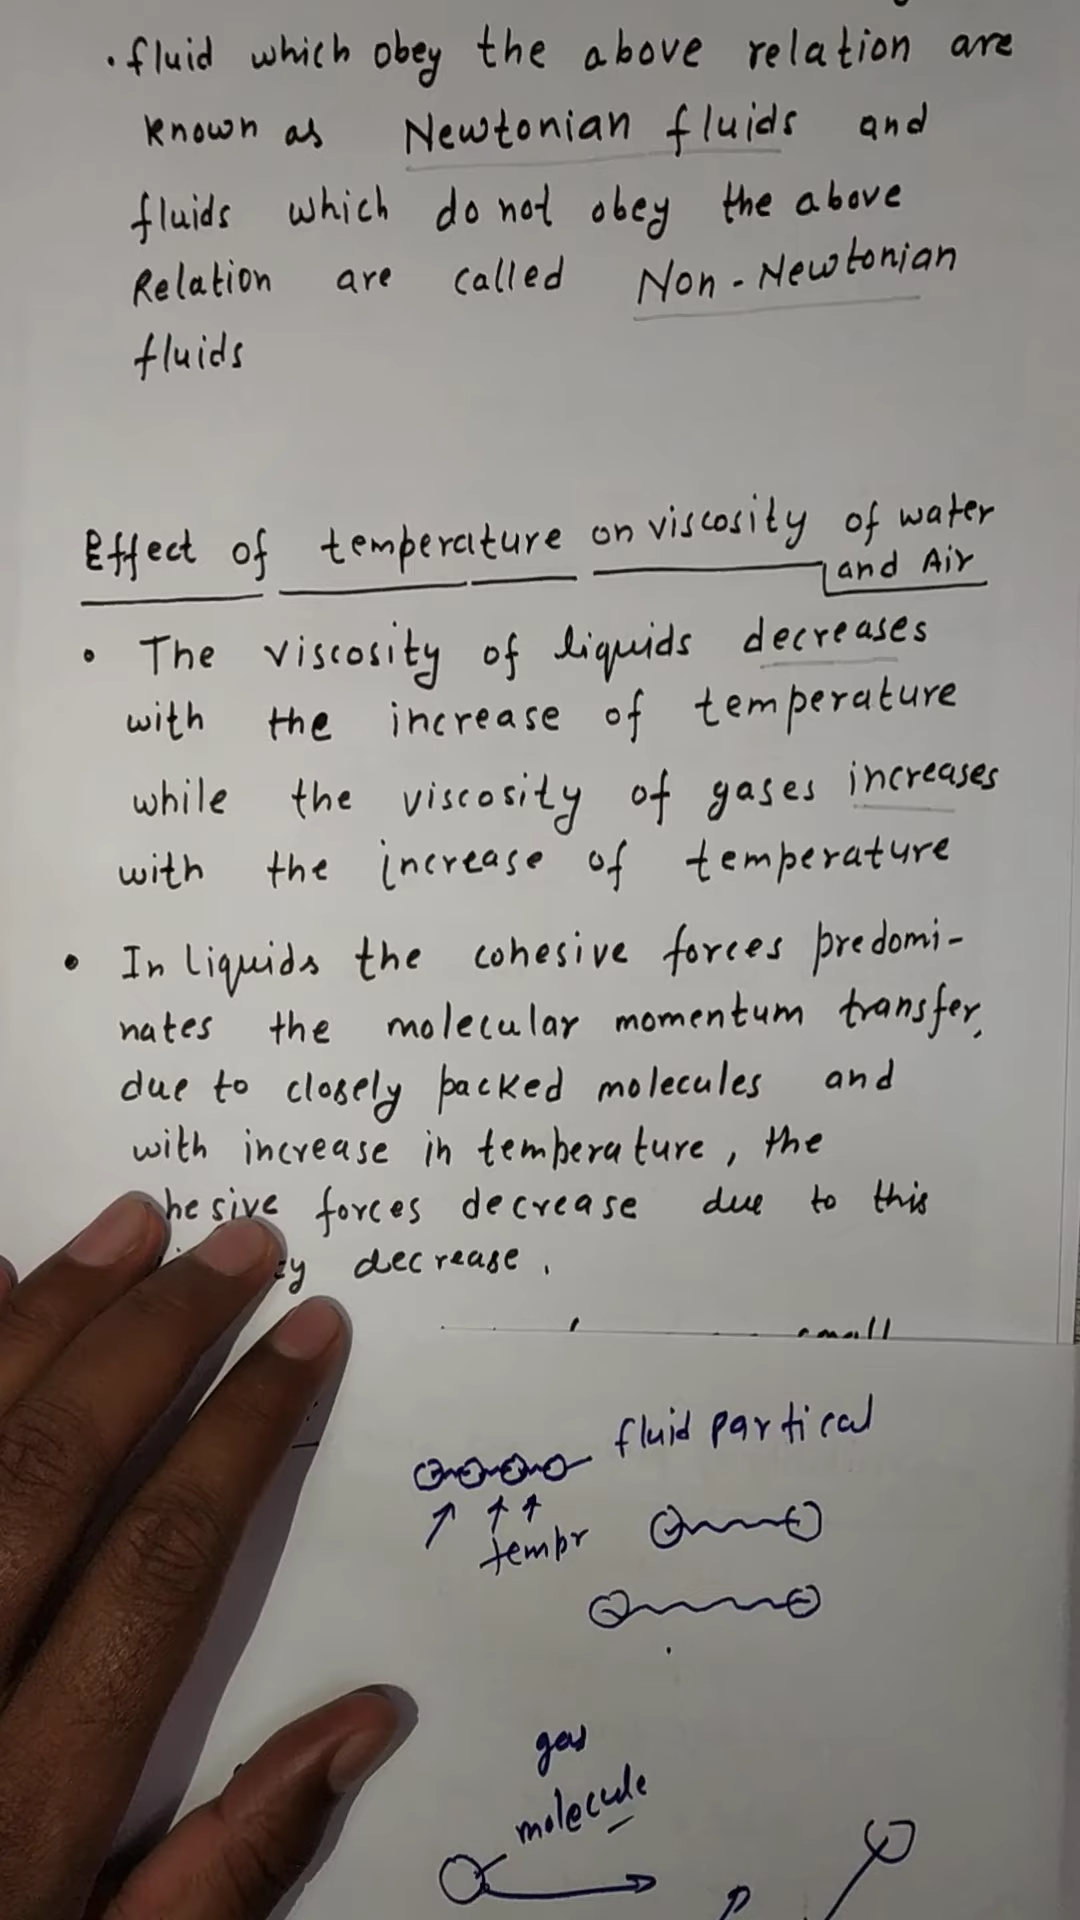 • fluid which obey the above relation are
known as Newtonian fluids and
fluids which do not obey the above
Relation are called Non-Newtonian
fluids
Effect of temperature on viscosity of water
and Air
• The viscosity of liquids decreases
with the increase of temperature
while the viscosity of gases increases
with the increase of temperature
• In liquids the cohesive forces predomi-
nates the molecular momentum transfer,
due to closely packed molecules and
with increase in temperature, the
hesive forces decrease due to this
decrease.
small
fluid partical
tempr
gas
molecule